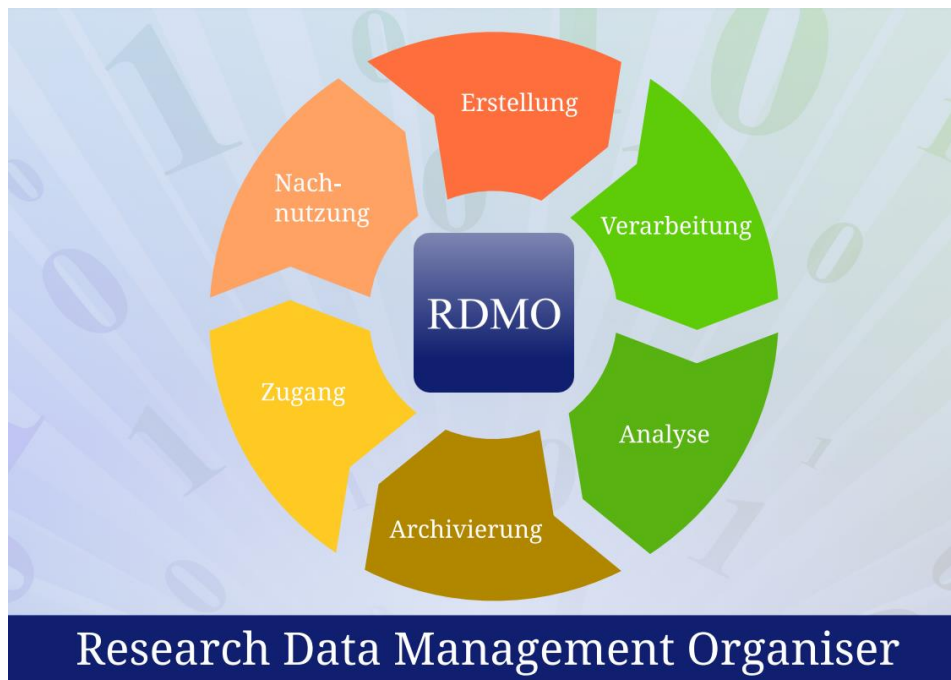 Erstellung
Verarbeitung
Analyse
Archivierung
Zugang
Nach-
nutzung
RDMO
Research Data Management Organiser